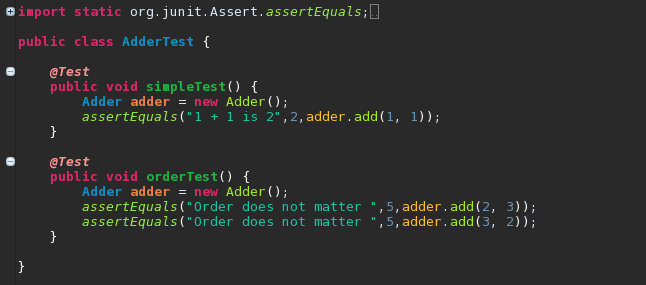 import static org.junit.Assert.assertEquals;
public class AdderTest {
@Test
public void simpleTest() {
Adder adder = new Adder();
assertEquals("1 + 1 is 2",2,adder.add(1, 1));
}
@Test
public void orderTest() {
Adder adder = new Adder();
assertEquals("Order does not matter ",5,adder.add(2, 3));
assertEquals("Order does not matter ",5,adder.add(3, 2));
}
}